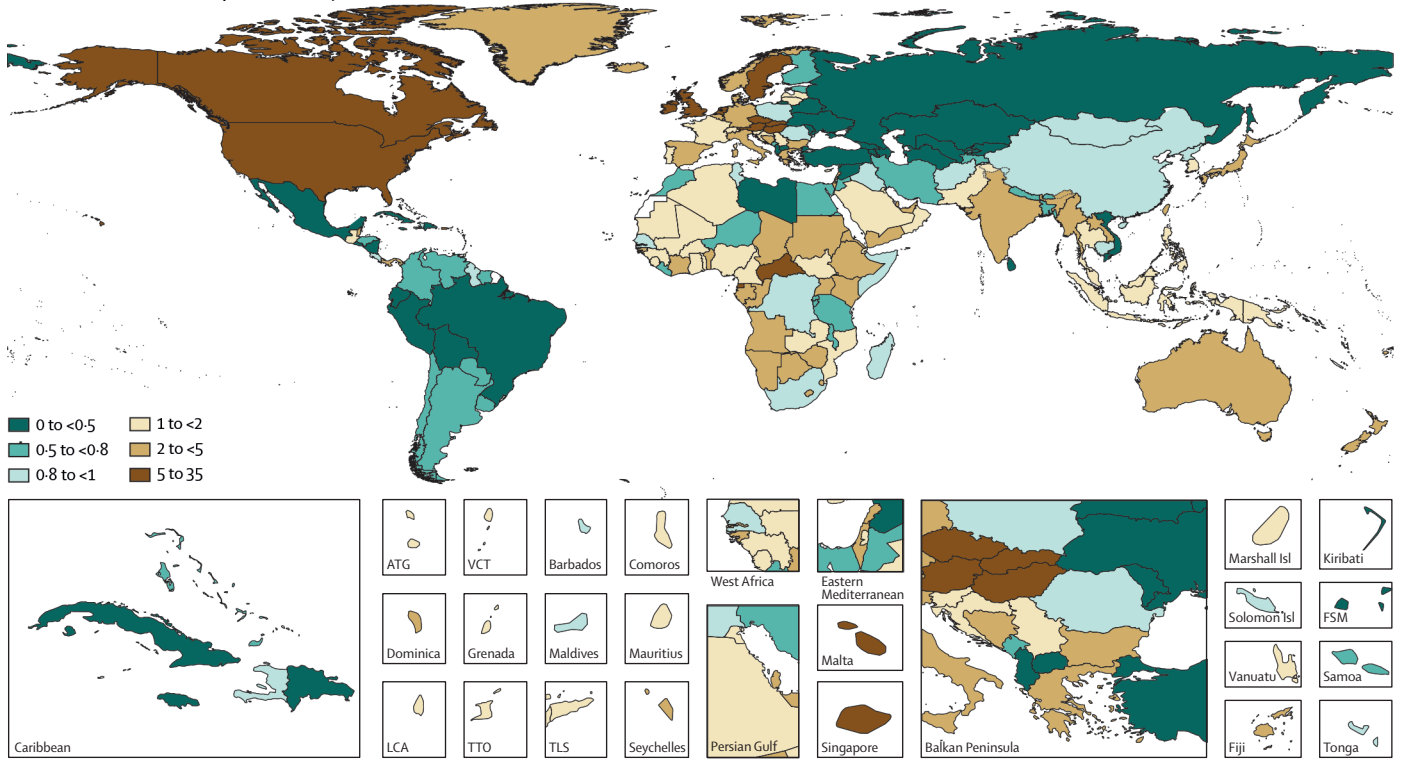 0 to <0·5
0·5 to <0·8
0·8 to <1
1 to <2
2 to <5
5 to 35
Caribbean
ATG
VCT
Barbados
Comoros
Dominica
Grenada
Maldives
Mauritius
LCA
TTO
TLS
Seychelles
West Africa
Eastern
Mediterranean
Persian Gulf
Malta
Singapore
Balkan Peninsula
Marshall Isl
Kiribati
Solomon Isl
FSM
Vanuatu
Samoa
Fiji
Tonga